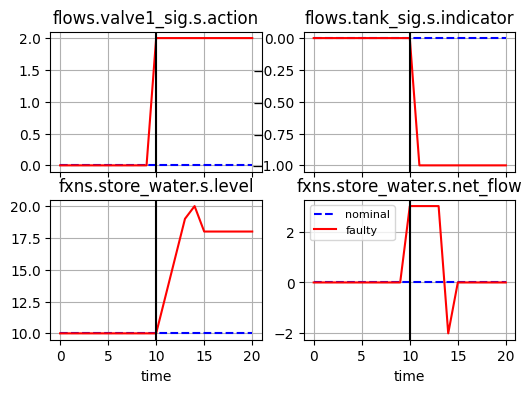 flows.valve1_sig.s.action
flows.tank_sig.s.indicator
2.0
1.5
1.0
0.5
0.0
0.00
−0.25
−0.50
−0.75
−1.00
fxns.store_water.s.level
fxns.store_water.s.net_flow
20.0
17.5
15.0
12.5
10.0
2
0
−2
nominal
faulty
0 5 10 15 20
0 5 10 15 20
time
time